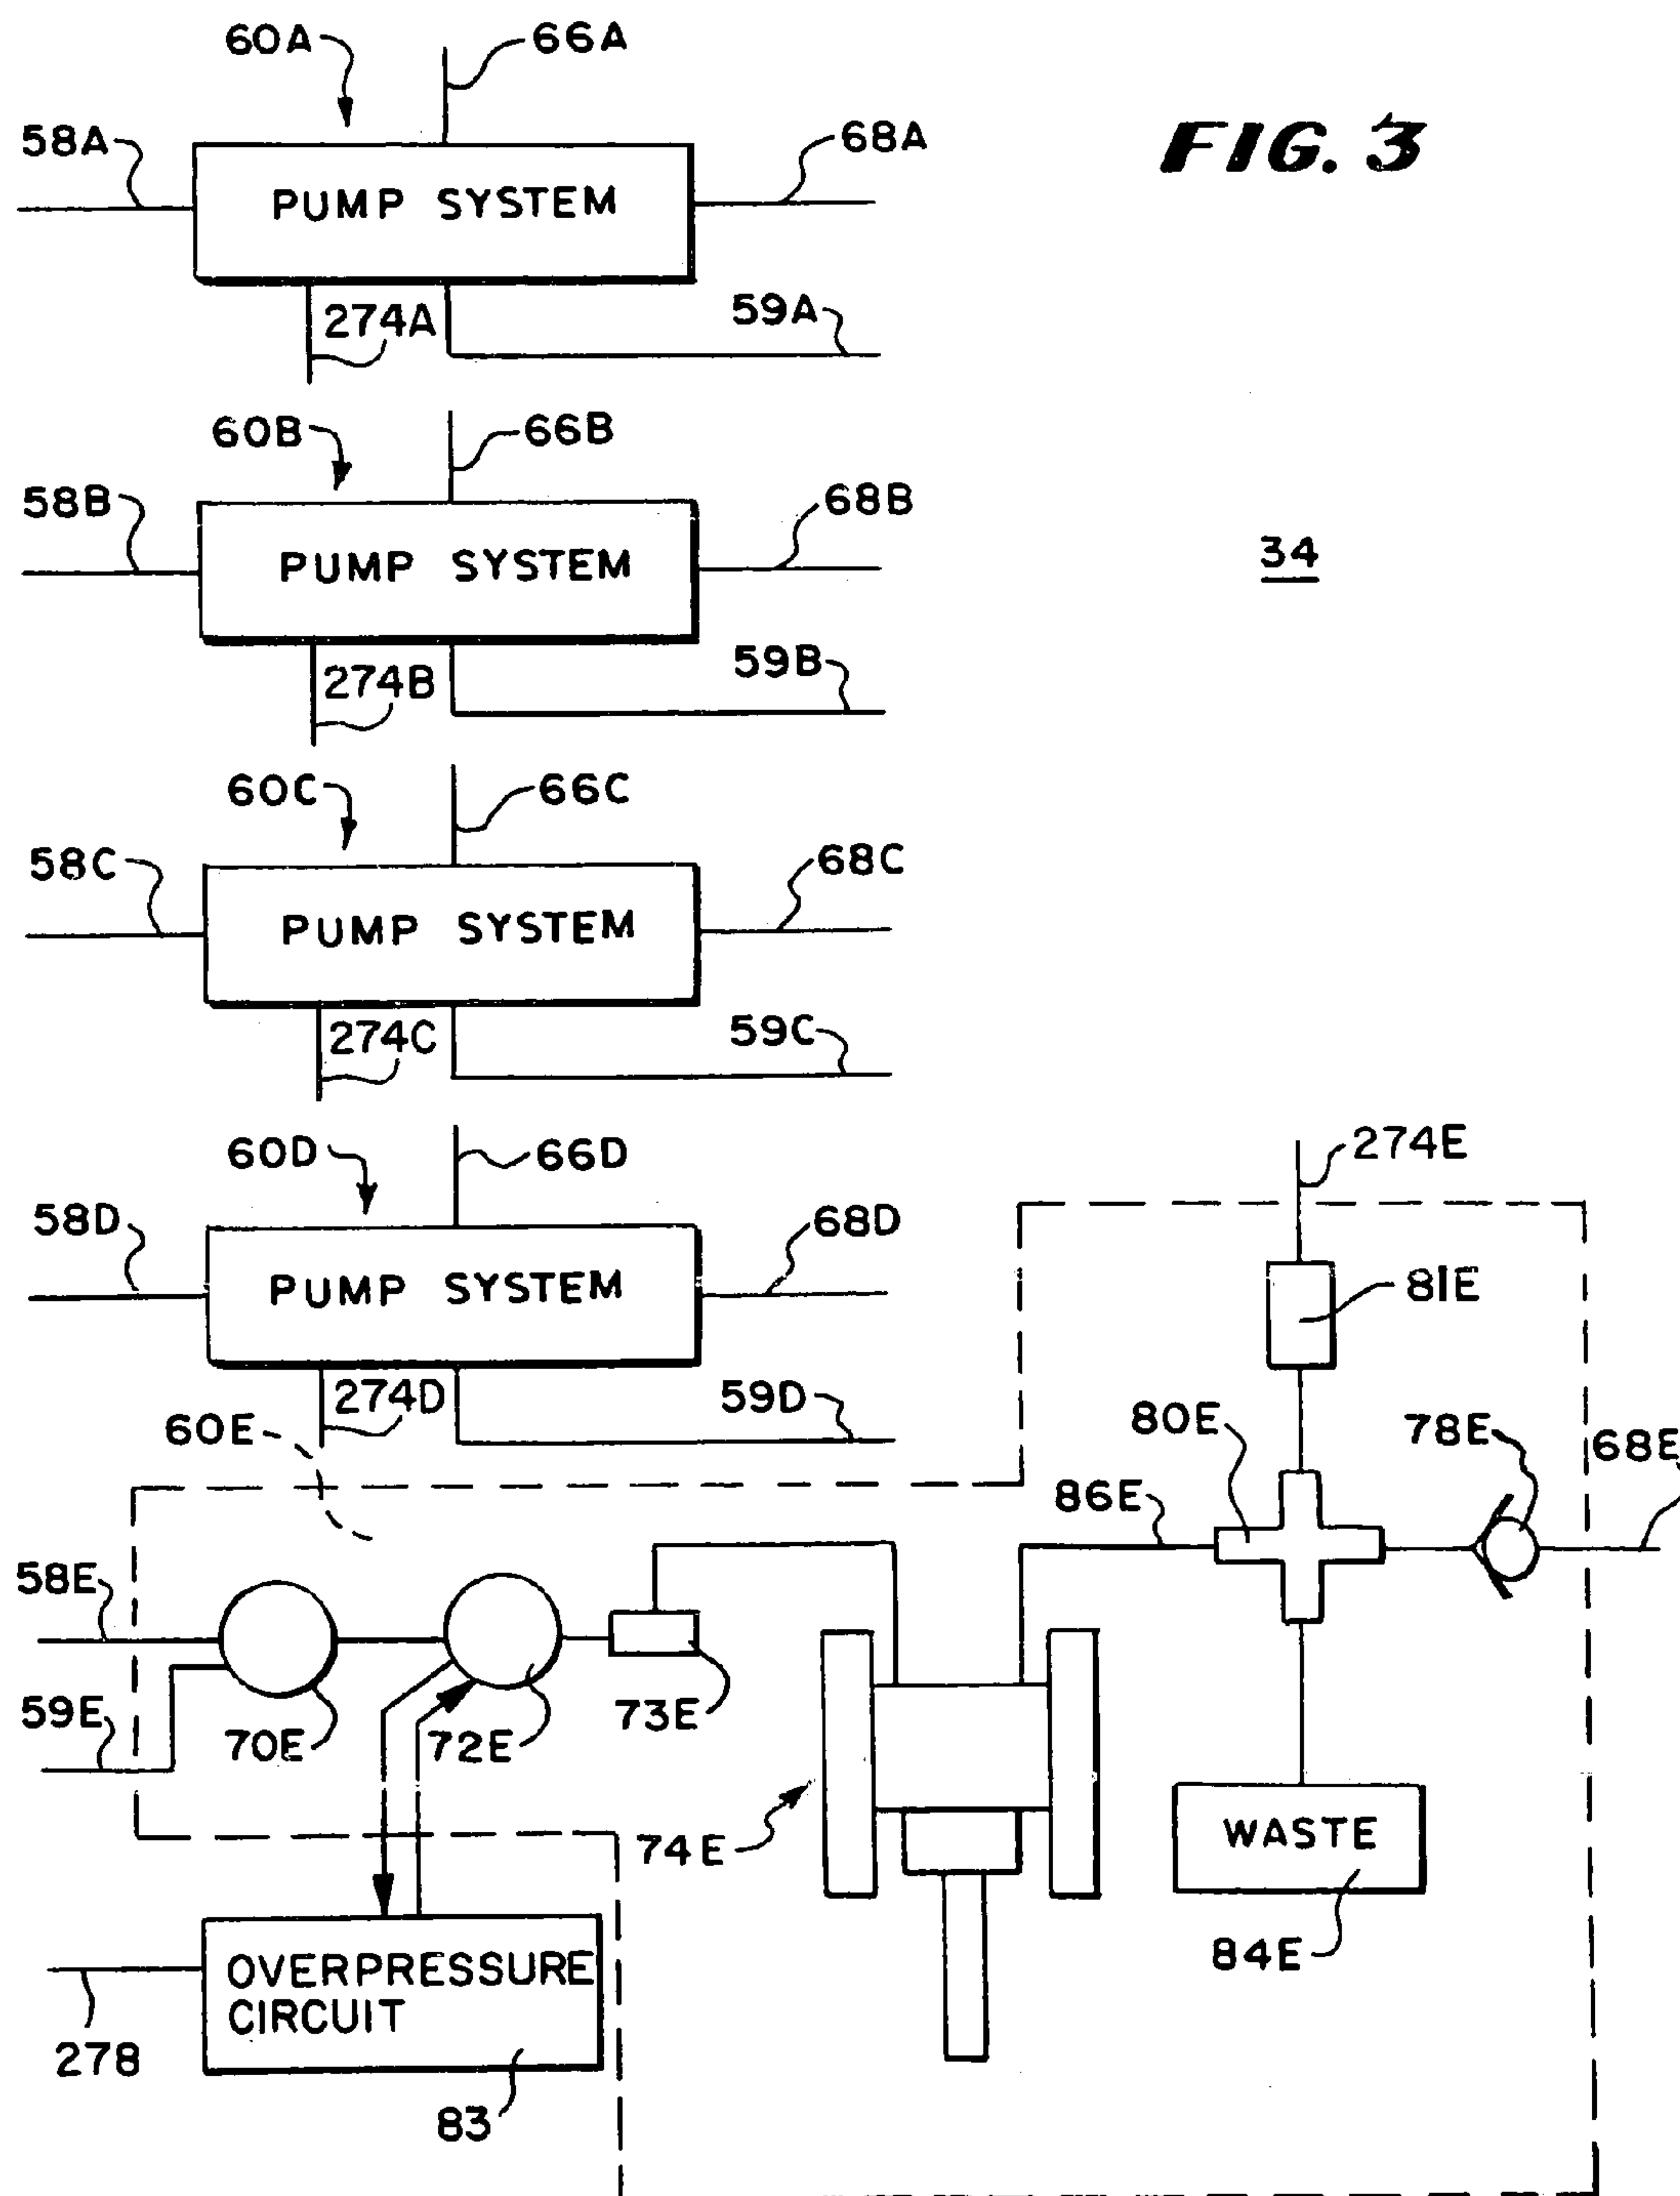 60A
66A
FIG. 3
58A
68A
PUMP SYSTEM
274A
59A
60B
66B
58B
68B
34
PUMP SYSTEM
274B
59B
60C
66C
58C
68C
PUMP SYSTEM
274C
59C
60D
66D
274E
58D
68D
PUMP SYSTEM
81E
274D
59D
60E
80E
78E
68E
86E
58E
59E
70E
72E
73E
74E
WASTE
84E
OVERPRESSURE
CIRCUIT
278
83